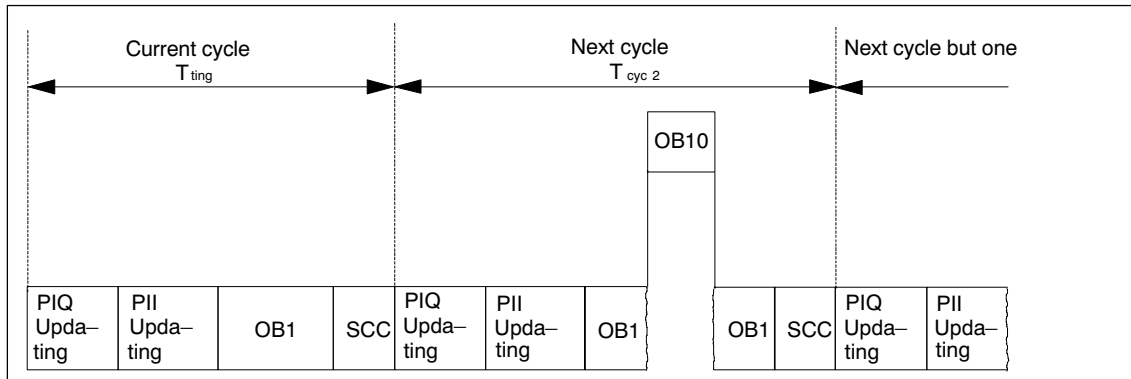 Current cycle
T ting
Next cycle
T cyc 2
Next cycle but one
OB10
PIQ
Upda–
ting
PII
Upda–
ting
OB1
SCC
PIQ
Upda–
ting
PII
Upda–
ting
OB1
OB1
SCC
PIQ
Upda–
ting
PII
Upda–
ting